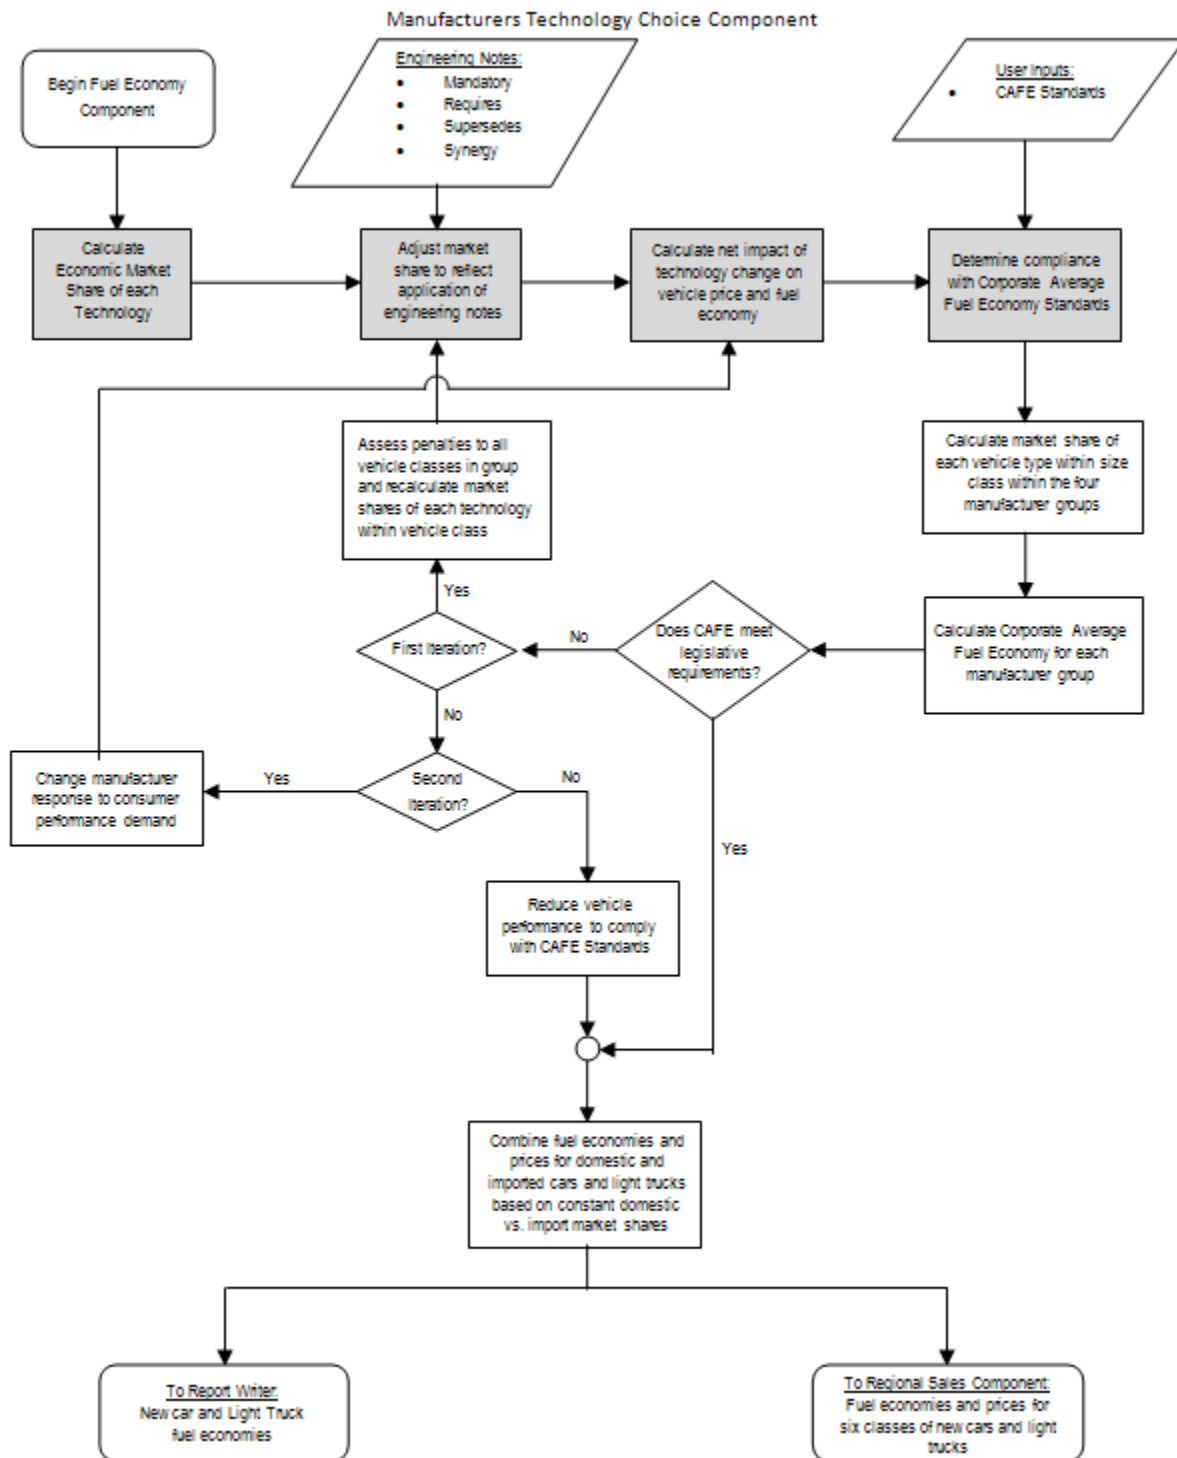 Manufacturers Technology Choice Component
Begin Fuel Economy
Component
Engineering Notes:
• Mandatory
• Requires
• Supersedes
• Synergy
User Inputs:
• CAFE Standards
Calculate
Economic Market
Share of each
Technology
Adjust market
share to reflect
application of
engineering notes
Calculate net impact of
technology change on
vehicle price and fuel
economy
Determine compliance
with Corporate Average
Fuel Economy Standards
Assess penalties to all
vehicle classes in group
and recalculate market
shares of each technology
within vehicle class
Calculate market share of
each vehicle type within size
class within the four
manufacturer groups
Yes
First Iteration?
No
Does CAFE meet
legislative
requirements?
Calculate Corporate Average
Fuel Economy for each
manufacturer group
No
Change manufacturer
response to consumer
performance demand
Yes
Second
Iteration?
No
Yes
Reduce vehicle
performance to comply
with CAFE Standards
Combine fuel economies and
prices for domestic and
imported cars and light trucks
based on constant domestic
vs. import market shares
To Report Writer:
New car and Light Truck
fuel economies
To Regional Sales Component:
Fuel economies and prices for
six classes of new cars and light
trucks